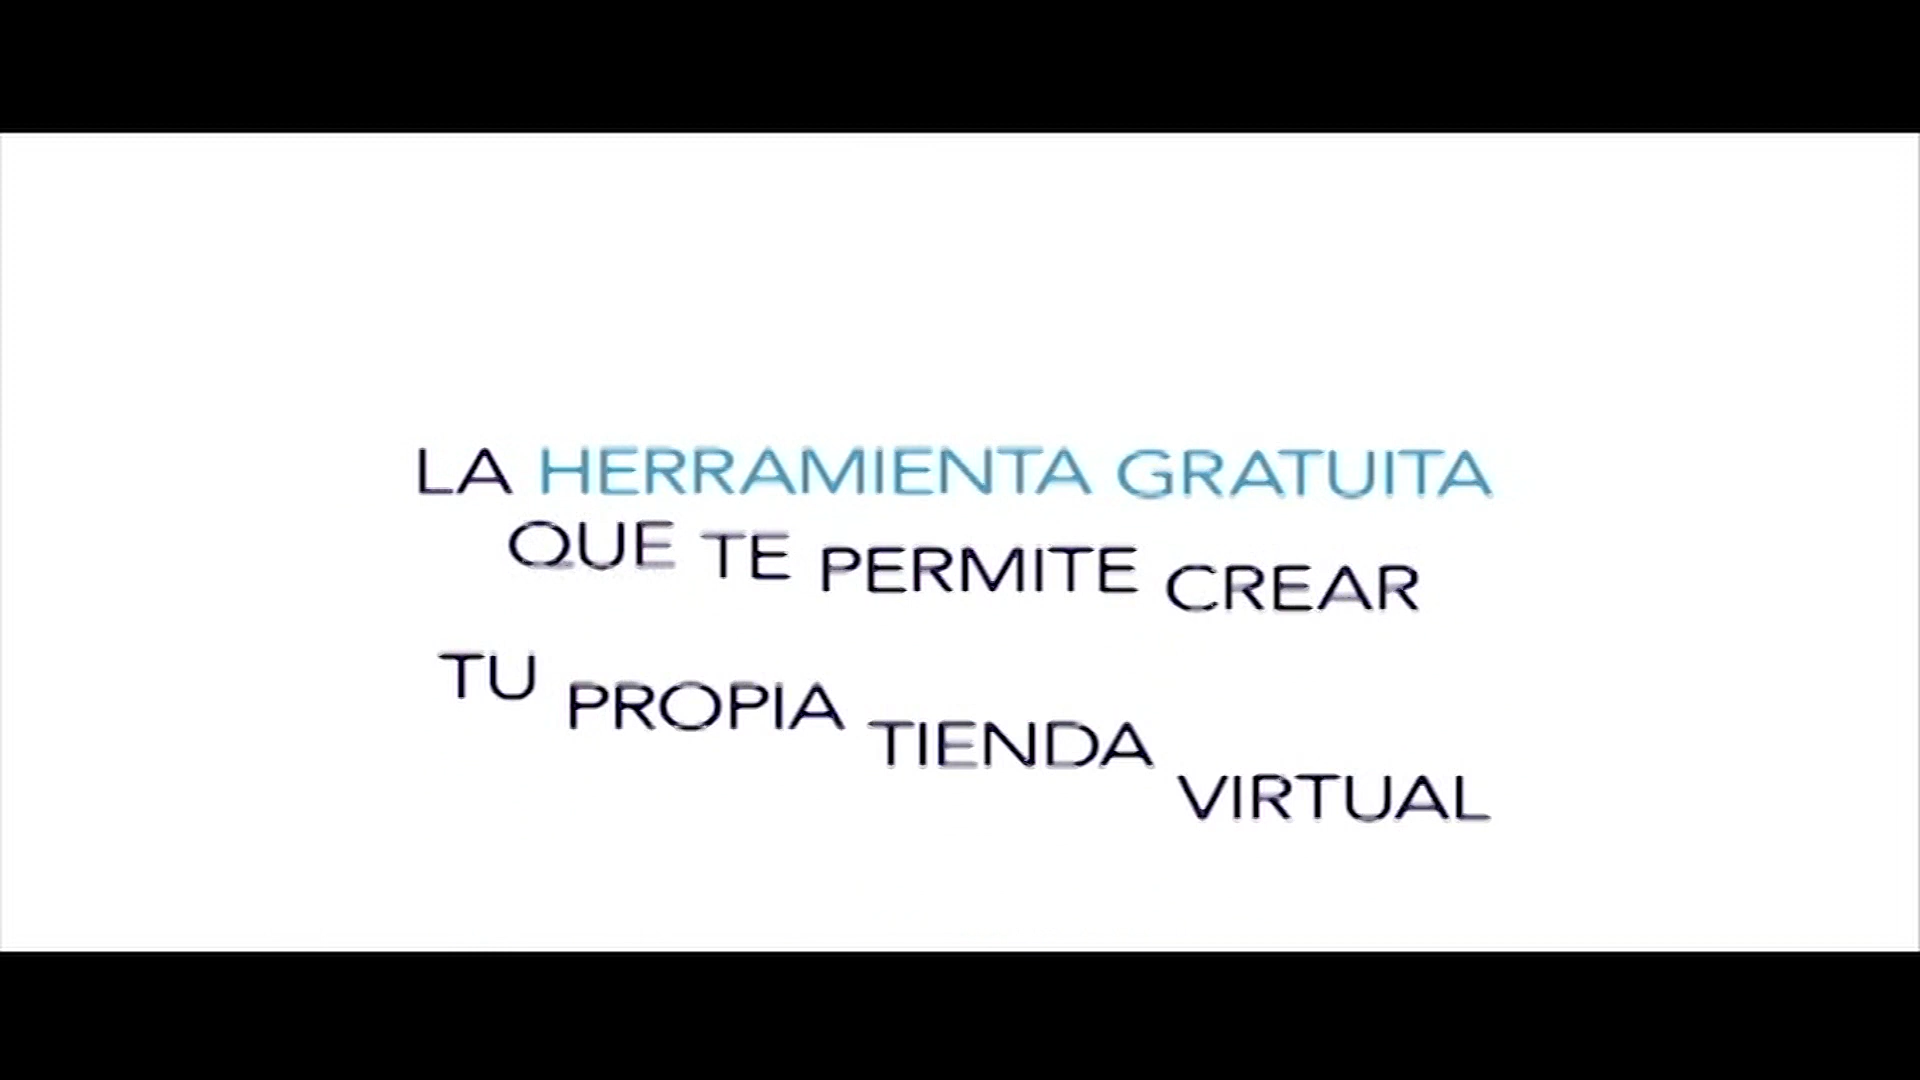 LA HERRAMIENTA GRATUITA
QUE TE PERMITE CREAR
TU PROPIA TIENDA VIRTUAL